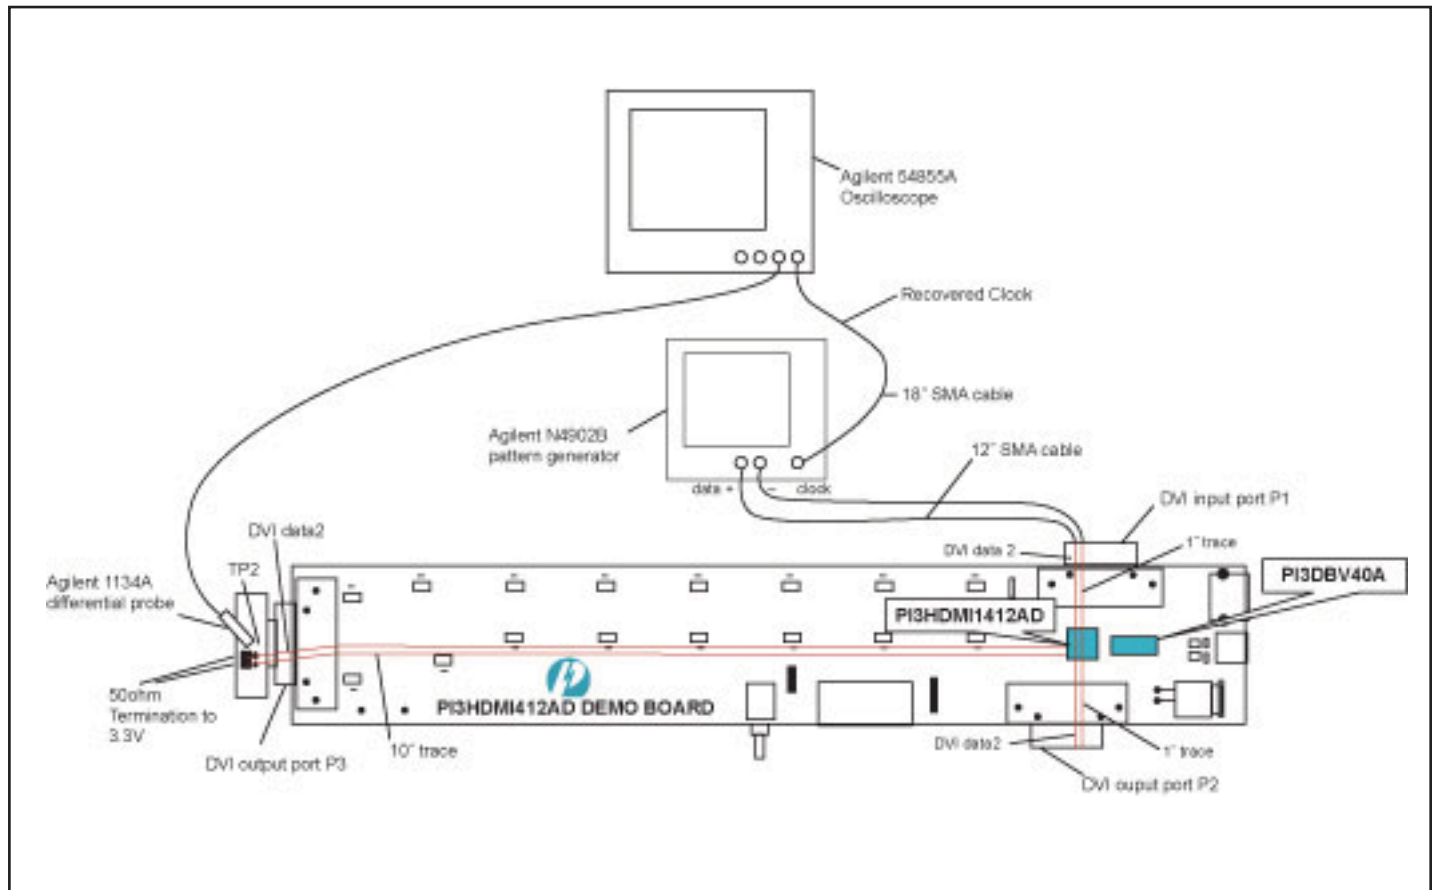 Agilent 54855A
Oscilloscope
Recovered Clock
18" SMA cable
Agilent N4902B
pattern generator
12" SMA cable
data +
-
clock
DVI input port P1
DVI data2
DVI data 2
1" trace
TP2
Agilent 1134A
differential probe
PI3DBV40A
PI3HDMI1412AD
50ohm
Termination to
3.3V
PI3HDMI412AD DEMO BOARD
DVI output port P3
10" trace
DVI data2
1" trace
DVI ouput port P2